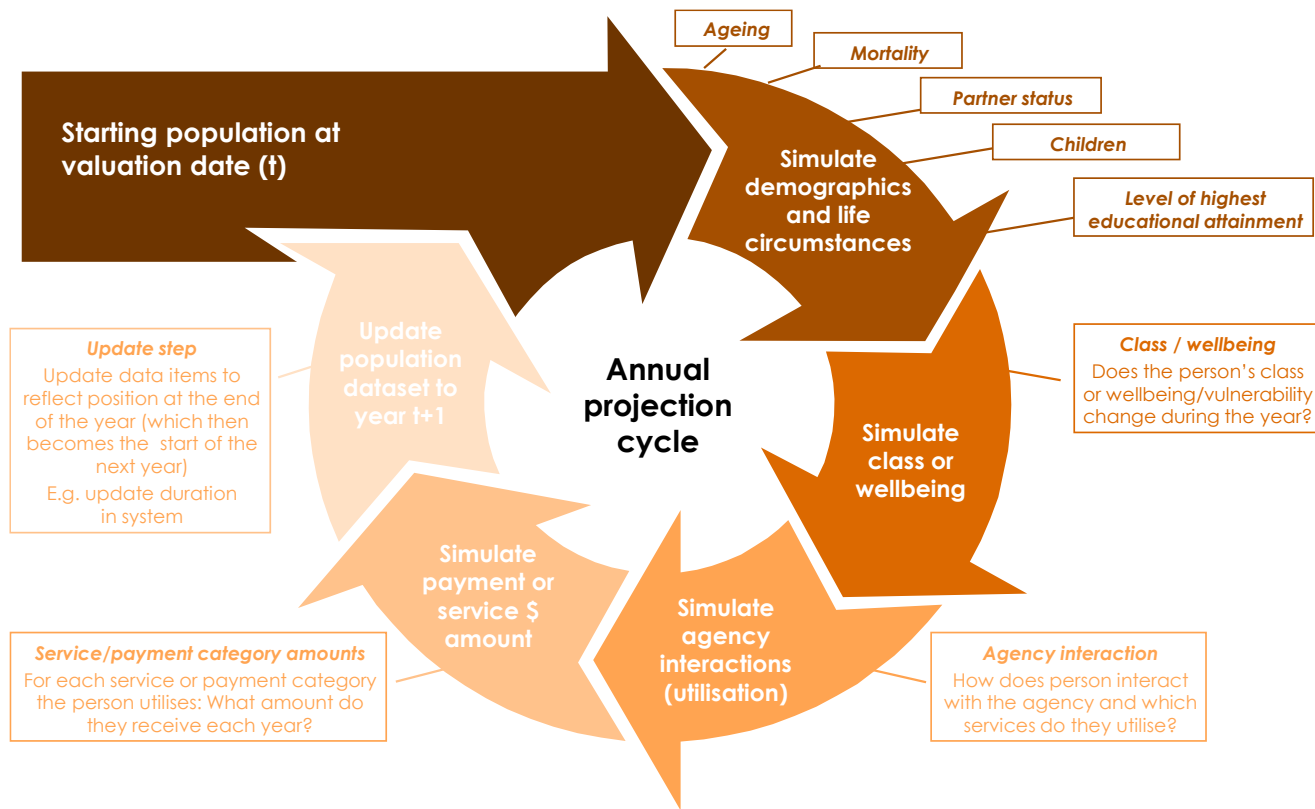 Ageing
Mortality
Partner status
Children
Level of highest
educational attainment
Starting population at
valuation date (t)
Simulate
demographics
and life
circumstances
Class / wellbeing
Does the person's class
or wellbeing/vulnerability
change during the year?
Simulate
class or
wellbeing
Agency interaction
How does person interact
with the agency and which
services do they utilise?
Simulate
agency
interactions
(utilisation)
Simulate
payment or
service $
amount
Service/payment category amounts
For each service or payment category
the person utilises: What amount do
they receive each year?
Update
population
dataset to
year t+1
Update step
Update data items to
reflect position at the end
of the year (which then
becomes the  start of the
next year)
E.g. update duration
in system
Annual
projection
cycle